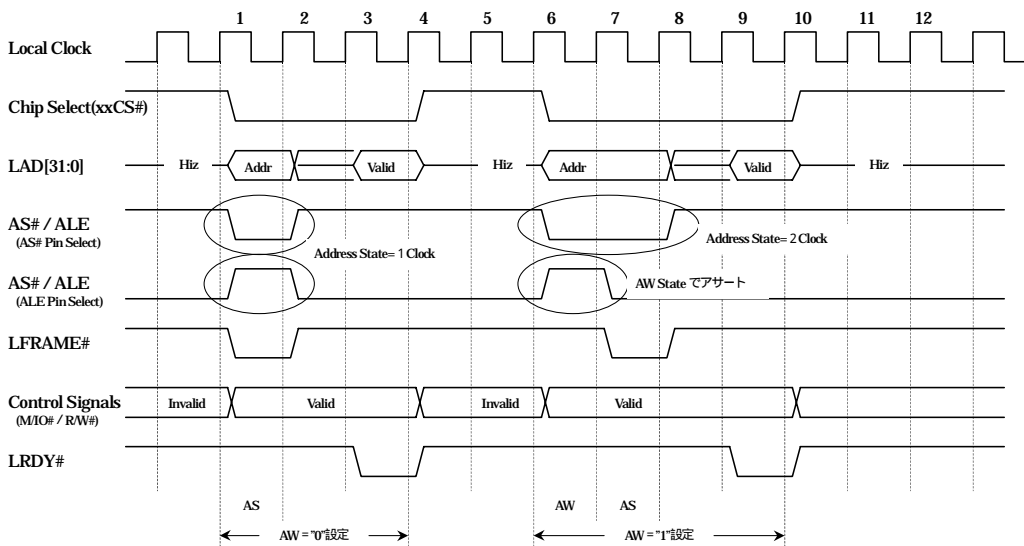 1 2 3 4 5 6 7 8 9 10 11 12
Local Clock
Chip Select(xxCS#)
LAD[31:0] Hiz Addr Valid Hiz Addr Valid Hiz
AS# / ALE
(AS# Pin Select)
Address State= 1 Clock
Address State= 2 Clock
AS# / ALE
(ALE Pin Select)
AW State でアサート
LFRAME#
Control Signals
(M/IO# / R/W#)
Invalid Valid Invalid Valid
LRDY#
AS AW AS
AW = "0"設定 AW = "1"設定